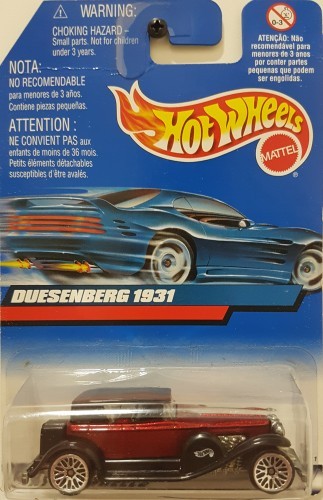 WARNING:
CHOKING HAZARD –
Small parts. Not for children
under 3 years.
NOTA:
NO RECOMENDABLE
para menores de 3 años.
Contiene piezas pequeñas.
ATTENTION :
NE CONVIENT PAS aux
enfants de moins de 36 mois.
Petits éléments détachables
susceptibles d'être avalés.
0-3
ATENÇÃO: Não
recomendável para
menores de 3 anos
por conter partes
pequenas que podem
ser engolidas.
Hot Wheels
MATTEL
DUESENBERG 1931